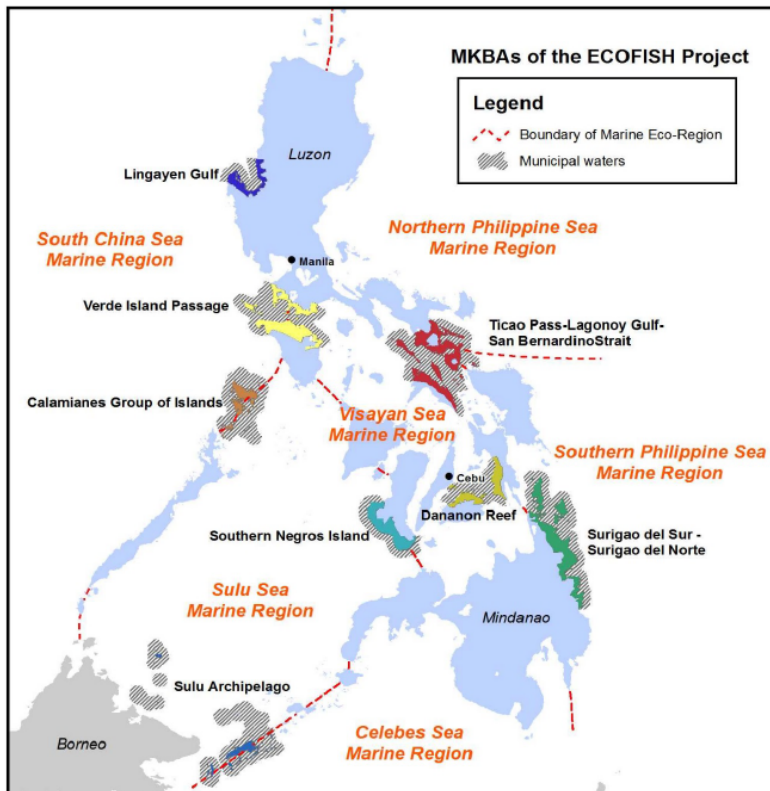 MKBAs of the ECOFISH Project
Legend
Boundary of Marine Eco-Region
Municipal waters
Luzon
Lingayen Gulf
South China Sea
Marine Region
Northern Philippine Sea
Marine Region
Manila
Verde Island Passage
Ticao Pass-Lagonoy Gulf-
San BernardinoStrait
Calamianes Group of Islands
Visayan Sea
Marine Region
Southern Philippine Sea
Marine Region
Cebu
Dananon Reef
Southern Negros Island
Surigao del Sur -
Surigao del Norte
Sulu Sea
Marine Region
Mindanao
Sulu Archipelago
Celebes Sea
Marine Region
Borneo